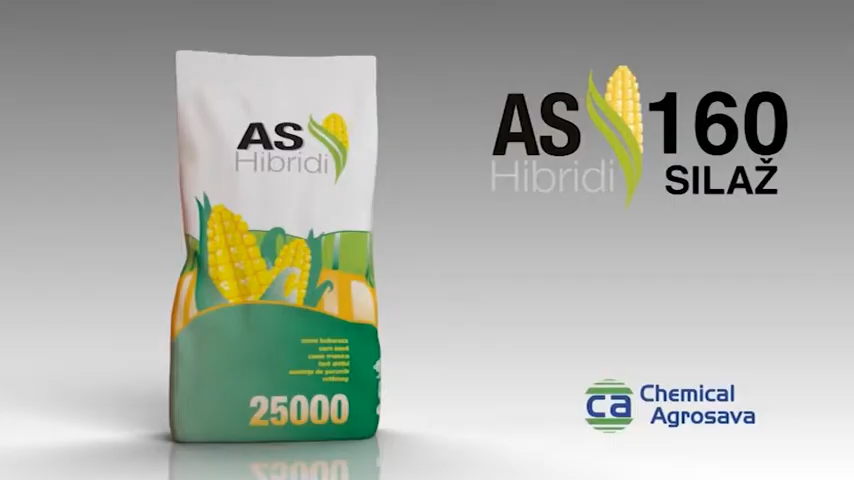 AS
Hibridi
25000
AS 160
Hibridi SILAŽ
ca Chemical
Agrosava